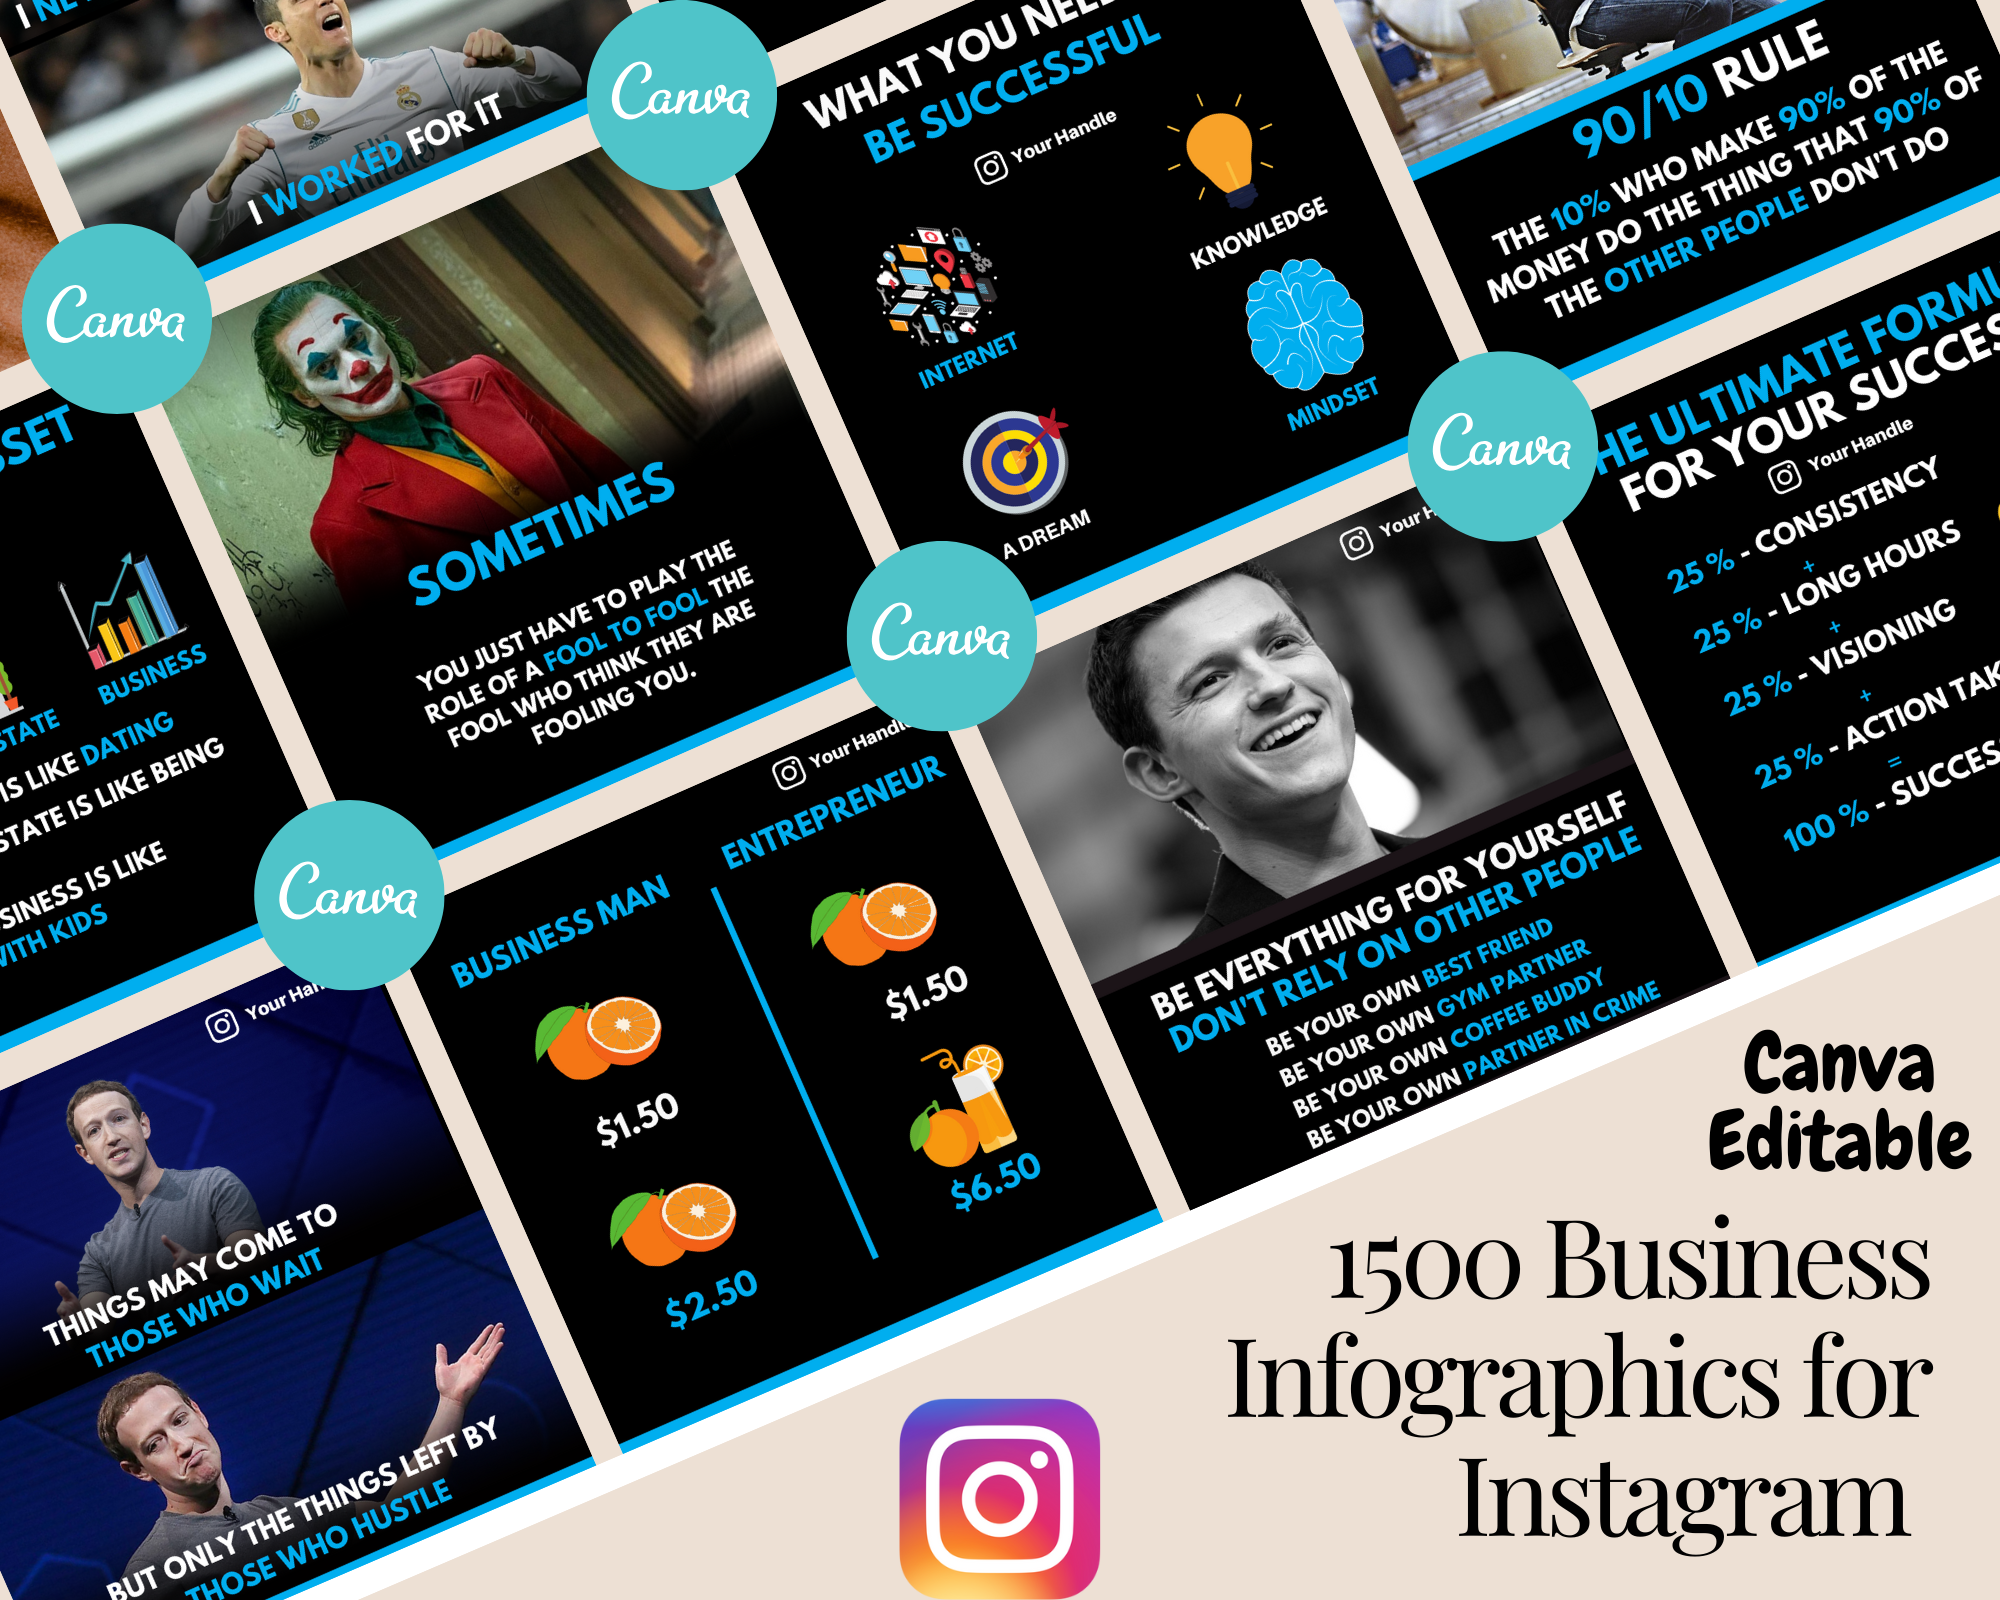 I NE
I WORKED FOR IT
Canva
Canva
SOMETIMES
YOU JUST HAVE TO PLAY THE
ROLE OF A FOOL TO FOOL THE
FOOL WHO THINK THEY ARE
FOOLING YOU.
WHAT YOU NEE
BE SUCCESSFUL
Your Handle
KNOWLEDGE
INTERNET
MINDSET
A DREAM
90/10 RULE
THE 10% WHO MAKE 90% OF THE
MONEY DO THE THING THAT 90% OF
THE OTHER PEOPLE DON'T DO
Canva
HE ULTIMATE FORMU
FOR YOUR SUCCES
Your Handle
25 % - CONSISTENCY
+
25 % - LONG HOURS
+
25 % - VISIONING
+
25 % - ACTION TAK
=
100 % - SUCCES
SSET
BUSINESS
STATE
IS LIKE DATING
STATE IS LIKE BEING
SINESS IS LIKE
WITH KIDS
Canva
Canva
Your Handle
BUSINESS MAN
ENTREPRENEUR
$1.50
$1.50
$2.50
$6.50
Your H
BE EVERYTHING FOR YOURSELF
DON'T RELY ON OTHER PEOPLE
BE YOUR OWN BEST FRIEND
BE YOUR OWN GYM PARTNER
BE YOUR OWN COFFEE BUDDY
BE YOUR OWN PARTNER IN CRIME
Your Han
THINGS MAY COME TO
THOSE WHO WAIT
BUT ONLY THE THINGS LEFT BY
THOSE WHO HUSTLE
Canva
Editable
1500 Business
Infographics for
Instagram